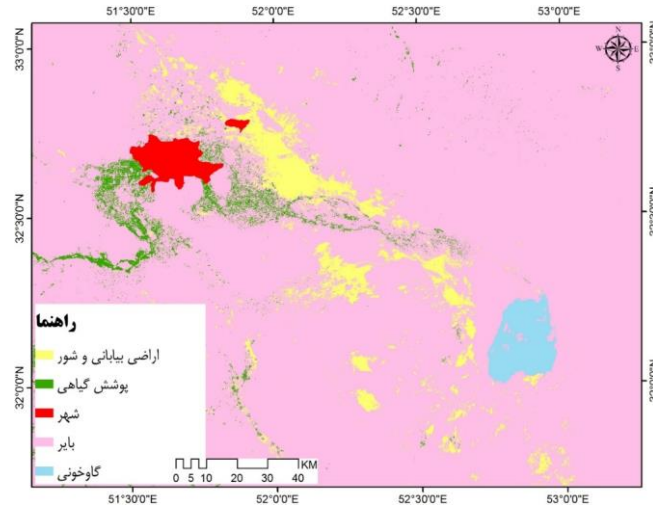 51°30'0"E 52°0'0"E 52°30'0"E 53°0'0"E
N
W E
S
33°0'0"N
32°30'0"N
32°0'0"N
راهنما
اراضی بیابانی و شور
پوشش گیاهی
شهر
بایر
گاوخونی
0 5 10 20 30 40 KM
51°30'0"E 52°0'0"E 52°30'0"E 53°0'0"E